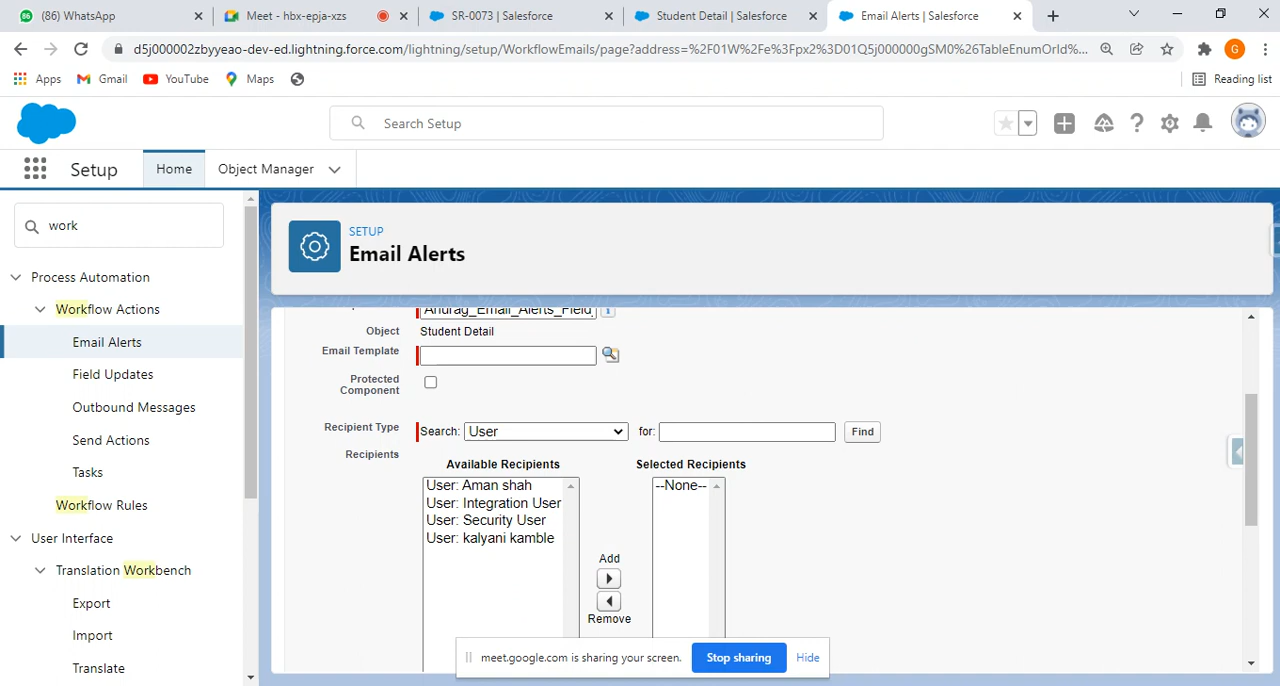 (86) WhatsApp
Meet - hbx-epja-xzs
SR-0073 | Salesforce
Student Detail | Salesforce
Email Alerts | Salesforce
d5j000002zbyyeao-dev-ed.lightning.force.com/lightning/setup/WorkflowEmails/page?address=%2F01W%2Fe%3Fpx2%3D01Q5j000000gSM0%26TableEnumOrId%...
Apps
Gmail
YouTube
Maps
Reading list
Search Setup
Setup
Home
Object Manager
work
Process Automation
Workflow Actions
Email Alerts
Field Updates
Outbound Messages
Send Actions
Tasks
Workflow Rules
User Interface
Translation Workbench
Export
Import
Translate
SETUP
Email Alerts
Anurag_Email_Alerts_Field_
Object Student Detail
Email Template
Protected
Component
Recipient Type Search: User for: Find
Recipients
Available Recipients
User: Aman shah
User: Integration User
User: Security User
User: kalyani kamble
Add
Remove
Selected Recipients
--None--
meet.google.com is sharing your screen. Stop sharing Hide
G